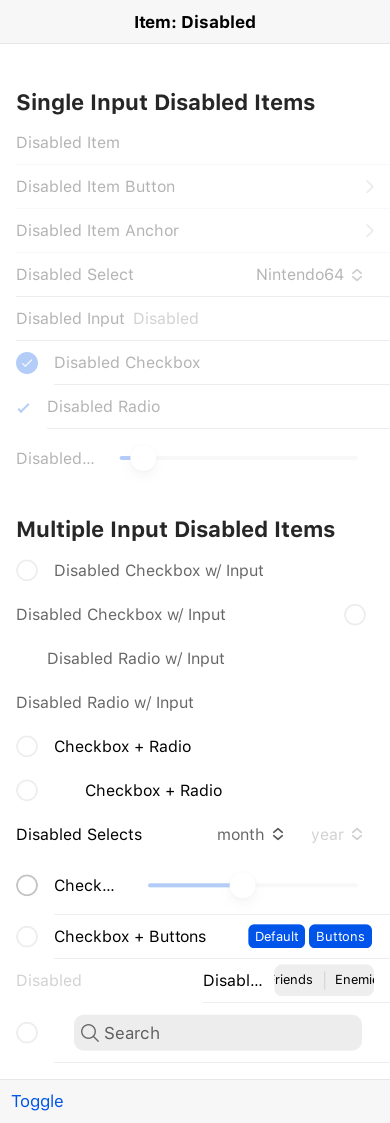 Item: Disabled
Single Input Disabled Items
Disabled Item
Disabled Item Button
Disabled Item Anchor
Disabled Select Nintendo64
Disabled Input Disabled
Disabled Checkbox
Disabled Radio
Disabled...
Multiple Input Disabled Items
Disabled Checkbox w/ Input
Disabled Checkbox w/ Input
Disabled Radio w/ Input
Disabled Radio w/ Input
Checkbox + Radio
Checkbox + Radio
Disabled Selects month year
Check...
Checkbox + Buttons Default Buttons
Disabled Disabl... riends Enemie
Search
Toggle